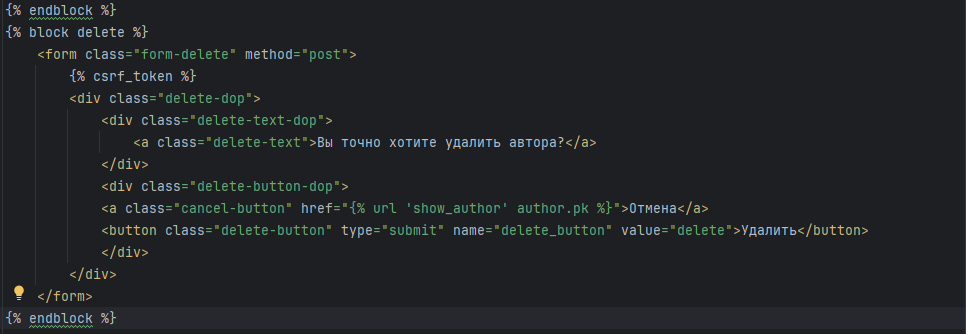 {% endblock %}
{% block delete %}
    <form class="form-delete" method="post">
        {% csrf_token %}
        <div class="delete-dop">
            <div class="delete-text-dop">
                <a class="delete-text">Вы точно хотите удалить автора?</a>
            </div>
            <div class="delete-button-dop">
            <a class="cancel-button" href="{% url 'show_author' author.pk %}">Отмена</a>
            <button class="delete-button" type="submit" name="delete_button" value="delete">Удалить</button>
            </div>
        </div>
    </form>
{% endblock %}